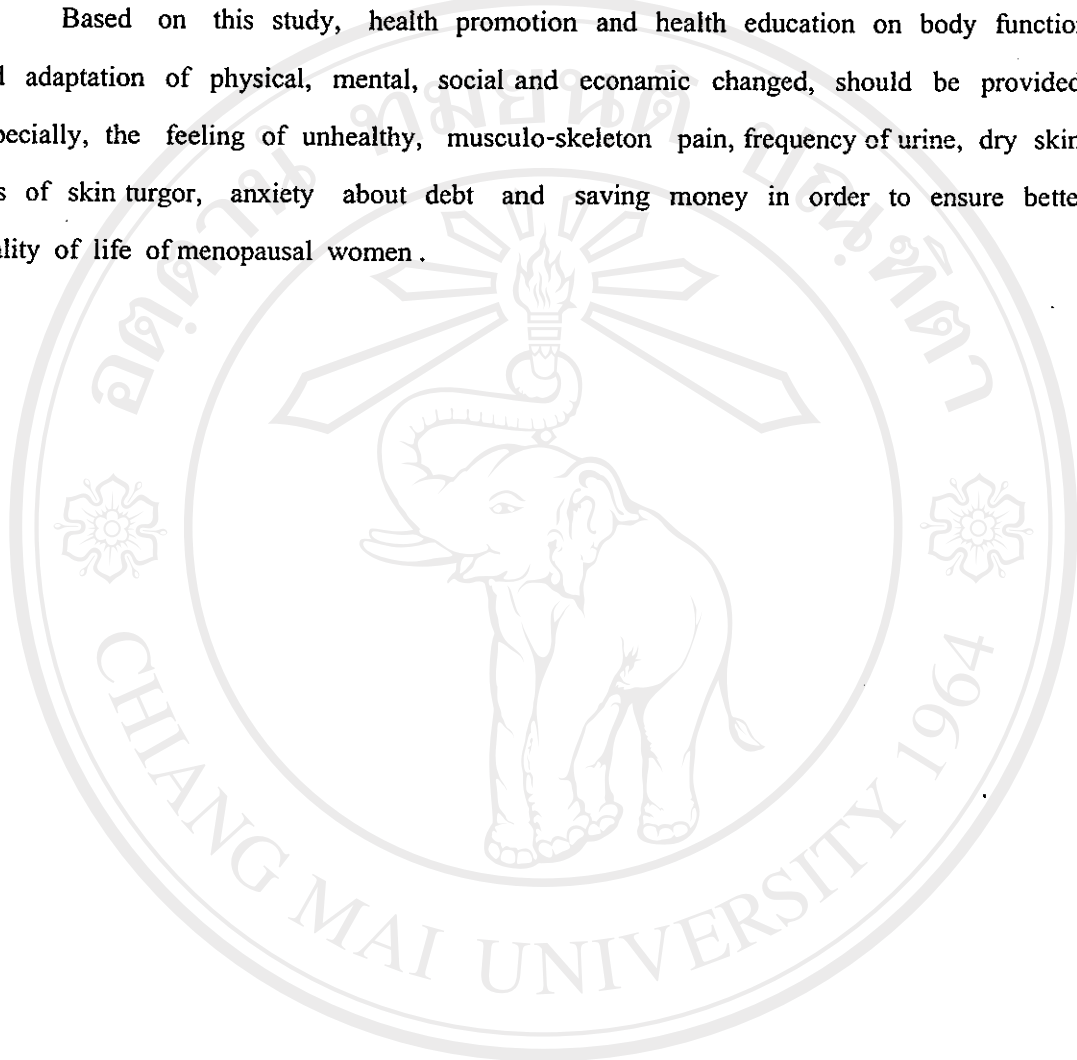 Based on this study, health promotion and health education on body functio
adaptation of physical, mental, social and econamic changed, should be provided
pecially, the feeling of unhealthy, musculo-skeleton pain, frequency of urine, dry skin
s of skin turgor, anxiety about debt and saving money in order to ensure bette
lity of life of menopausal women .
CHIANG MAI UNIVERSITY 1964